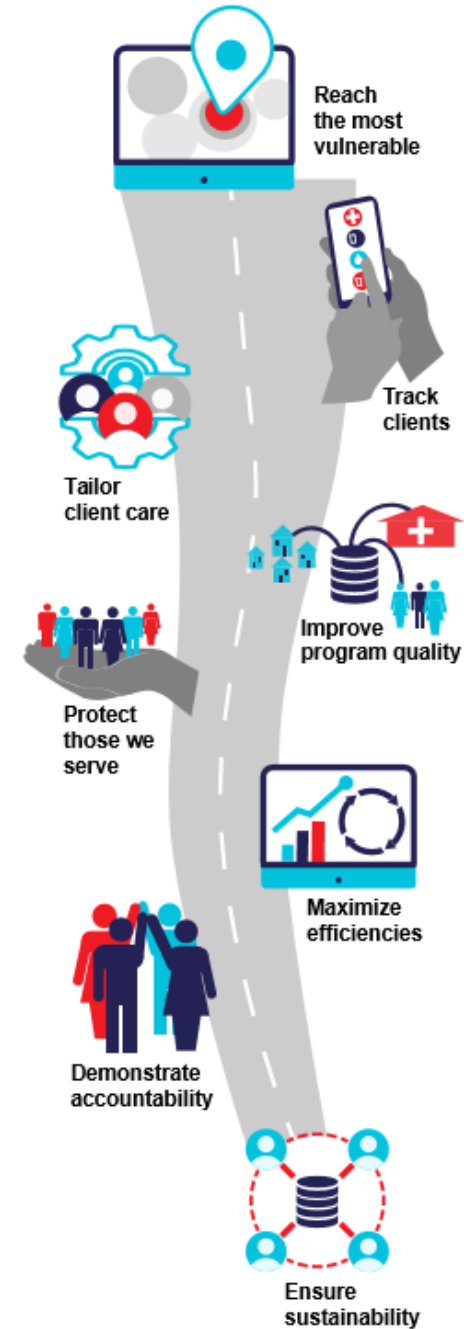 Reach
the most
vulnerable
Track
clients
Tailor
client care
Improve
program quality
Protect
those we
serve
Maximize
efficiencies
Demonstrate
accountability
Ensure
sustainability